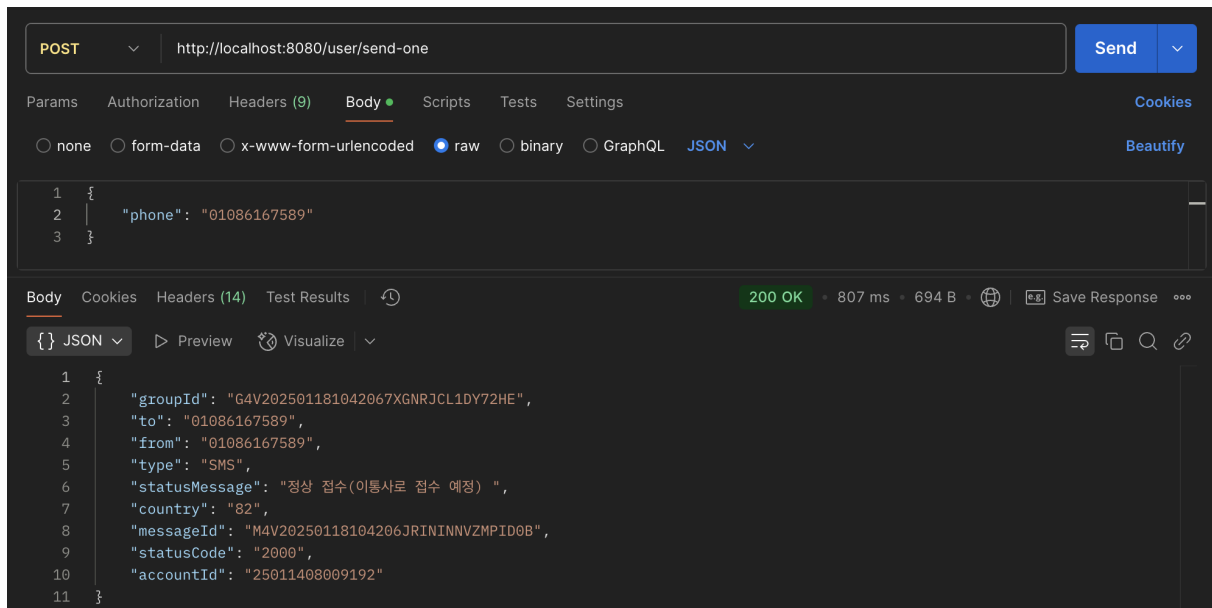 POST http://localhost:8080/user/send-one Send
Params Authorization Headers (9) Body Scripts Tests Settings Cookies
none form-data x-www-form-urlencoded raw binary GraphQL JSON Beautify
1 {
2 "phone": "01086167589"
3 }
Body Cookies Headers (14) Test Results 200 OK • 807 ms • 694 B • e.g. Save Response
{} JSON Preview Visualize
1 {
2 "groupId": "G4V202501181042067XGNRJCL1DY72HE",
3 "to": "01086167589",
4 "from": "01086167589",
5 "type": "SMS",
6 "statusMessage": "정상 접수(이통사로 접수 예정) ",
7 "country": "82",
8 "messageId": "M4V20250118104206JRININNVZMPID0B",
9 "statusCode": "2000",
10 "accountId": "25011408009192"
11 }